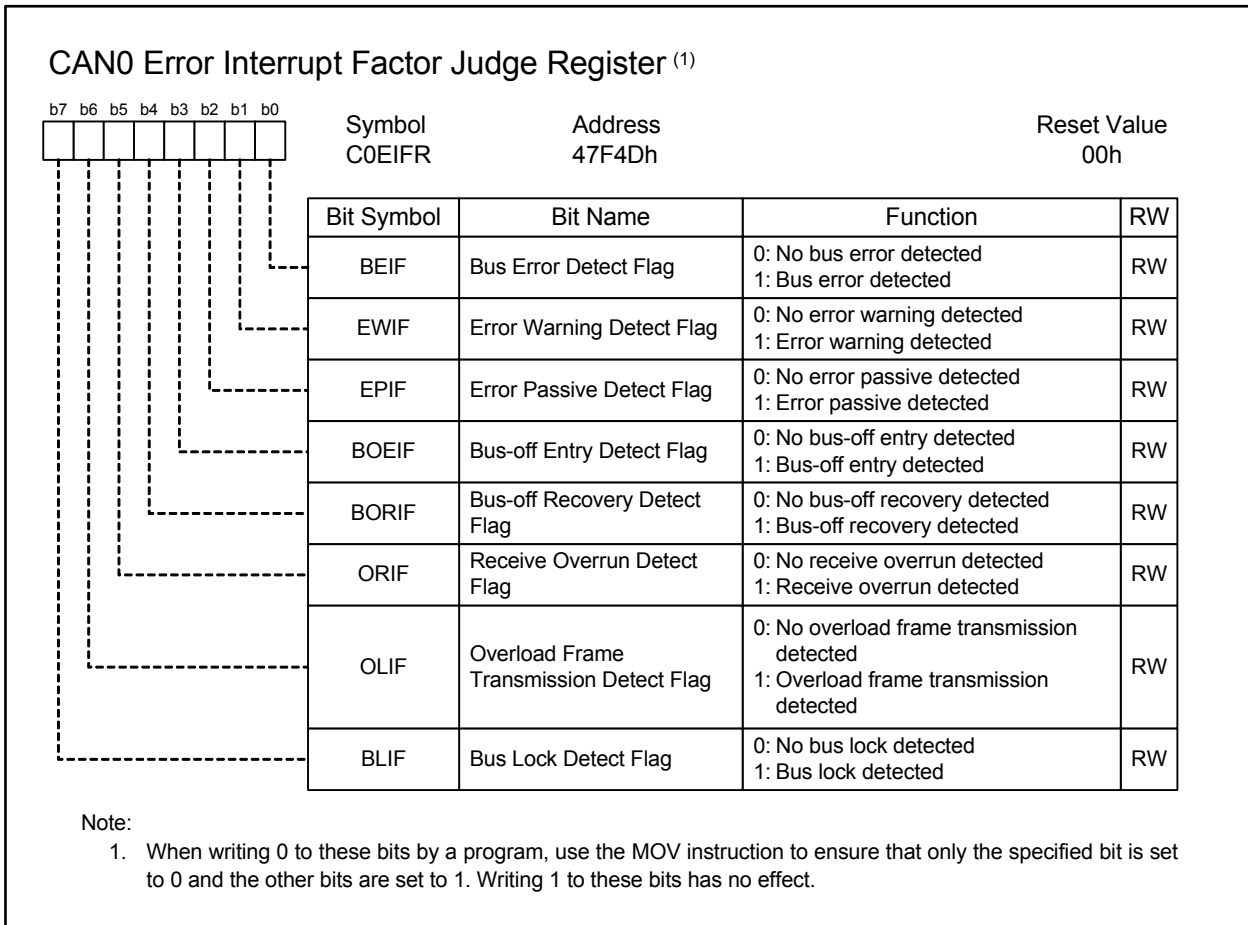 CAN0 Error Interrupt Factor Judge Register (1)
b7 b6 b5 b4 b3 b2 b1 b0
Symbol Address Reset Value
C0EIFR 47F4Dh 00h
Bit Symbol Bit Name Function RW
BEIF Bus Error Detect Flag 0: No bus error detected RW
1: Bus error detected
EWIF Error Warning Detect Flag 0: No error warning detected RW
1: Error warning detected
EPIF Error Passive Detect Flag 0: No error passive detected RW
1: Error passive detected
BOEIF Bus-off Entry Detect Flag 0: No bus-off entry detected RW
1: Bus-off entry detected
BORIF Bus-off Recovery Detect 0: No bus-off recovery detected RW
Flag 1: Bus-off recovery detected
ORIF Receive Overrun Detect 0: No receive overrun detected RW
Flag 1: Receive overrun detected
OLIF Overload Frame 0: No overload frame transmission RW
Transmission Detect Flag detected
1: Overload frame transmission
detected
BLIF Bus Lock Detect Flag 0: No bus lock detected RW
1: Bus lock detected
Note:
1. When writing 0 to these bits by a program, use the MOV instruction to ensure that only the specified bit is set
to 0 and the other bits are set to 1. Writing 1 to these bits has no effect.